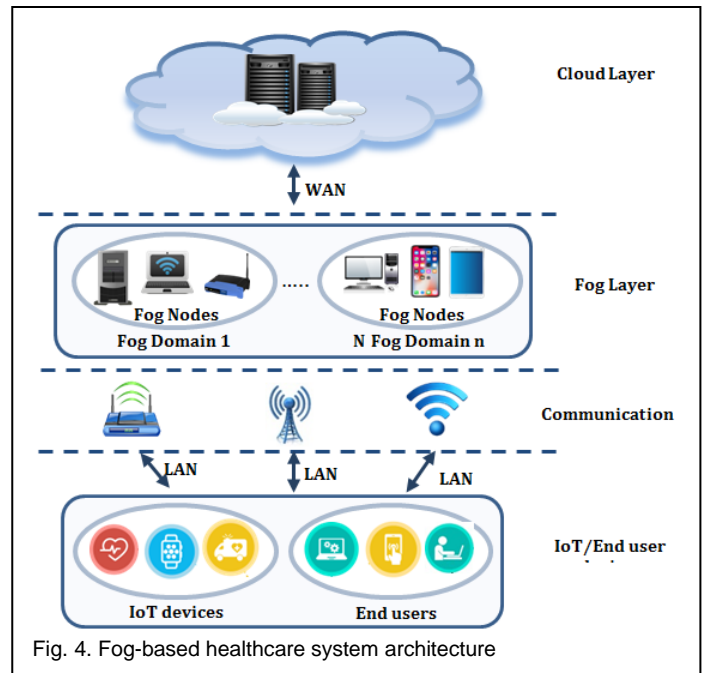 Cloud Layer
WAN
Fog Nodes
Fog Domain 1
.....
Fog Nodes
N Fog Domain n
Fog Layer
Communication
LAN
LAN
LAN
IoT devices
End users
IoT/End user
Fig. 4. Fog-based healthcare system architecture